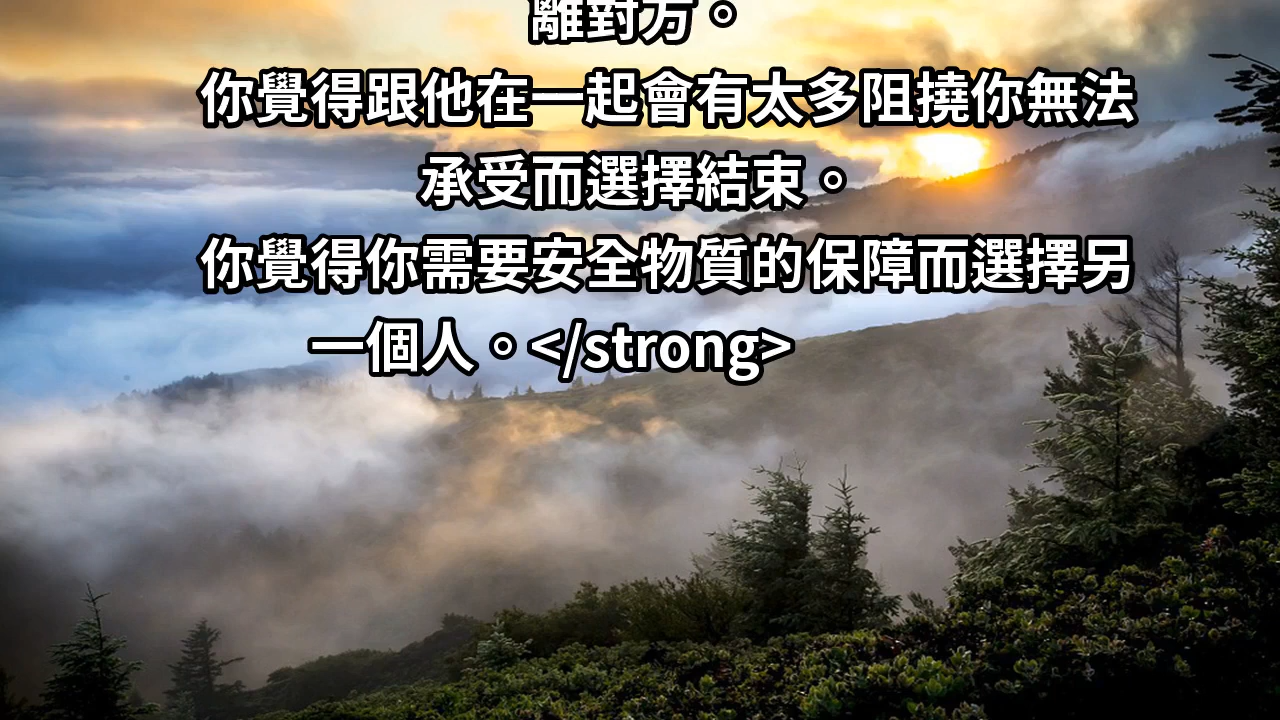 離對方。
你覺得跟他在一起會有太多阻撓你無法
承受而選擇結束。
你覺得你需要安全物質的保障而選擇另
一個人。</strong>